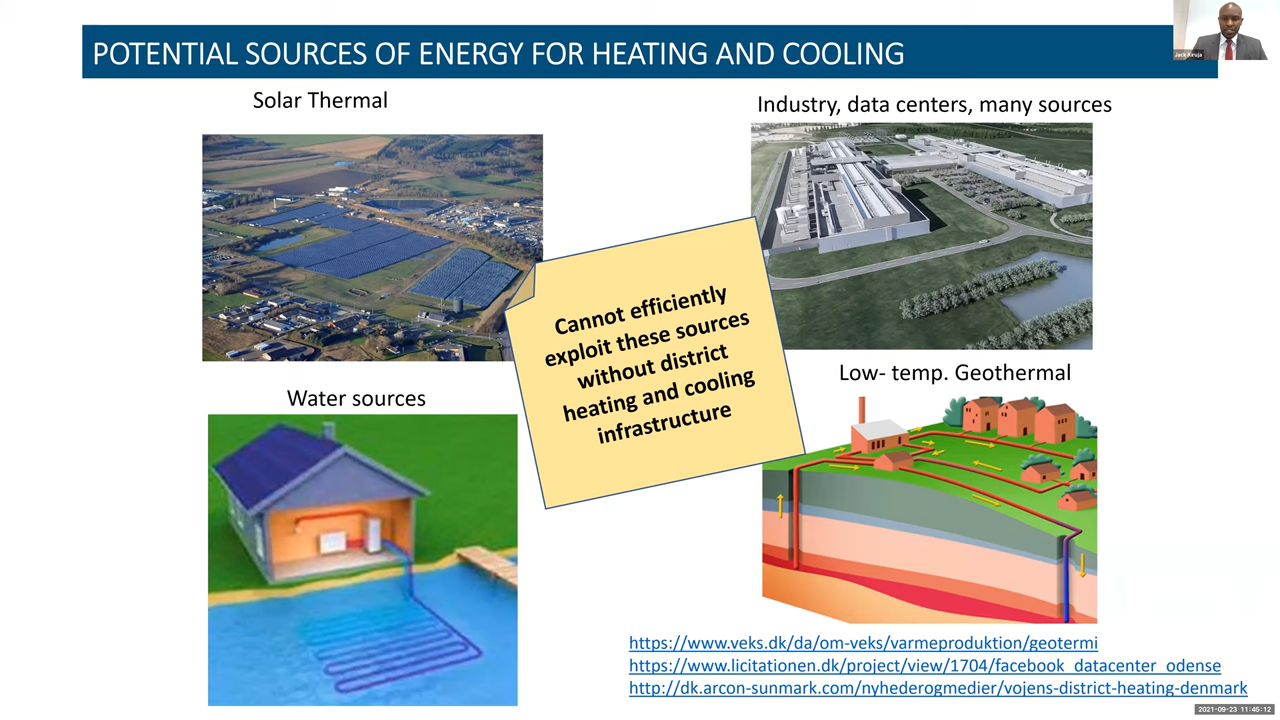 POTENTIAL SOURCES OF ENERGY FOR HEATING AND COOLING
Jack Kiruja
Solar Thermal
Industry, data centers, many sources
Cannot efficiently
exploit these sources
without district
heating and cooling
infrastructure
Water sources
Low- temp. Geothermal
https://www.veks.dk/da/om-veks/varmeproduktion/geotermi
https://www.licitationen.dk/project/view/1704/facebook_datacenter_odense
http://dk.arcon-sunmark.com/nyhederogmedier/vojens-district-heating-denmark
2021-09-23 11:45:12